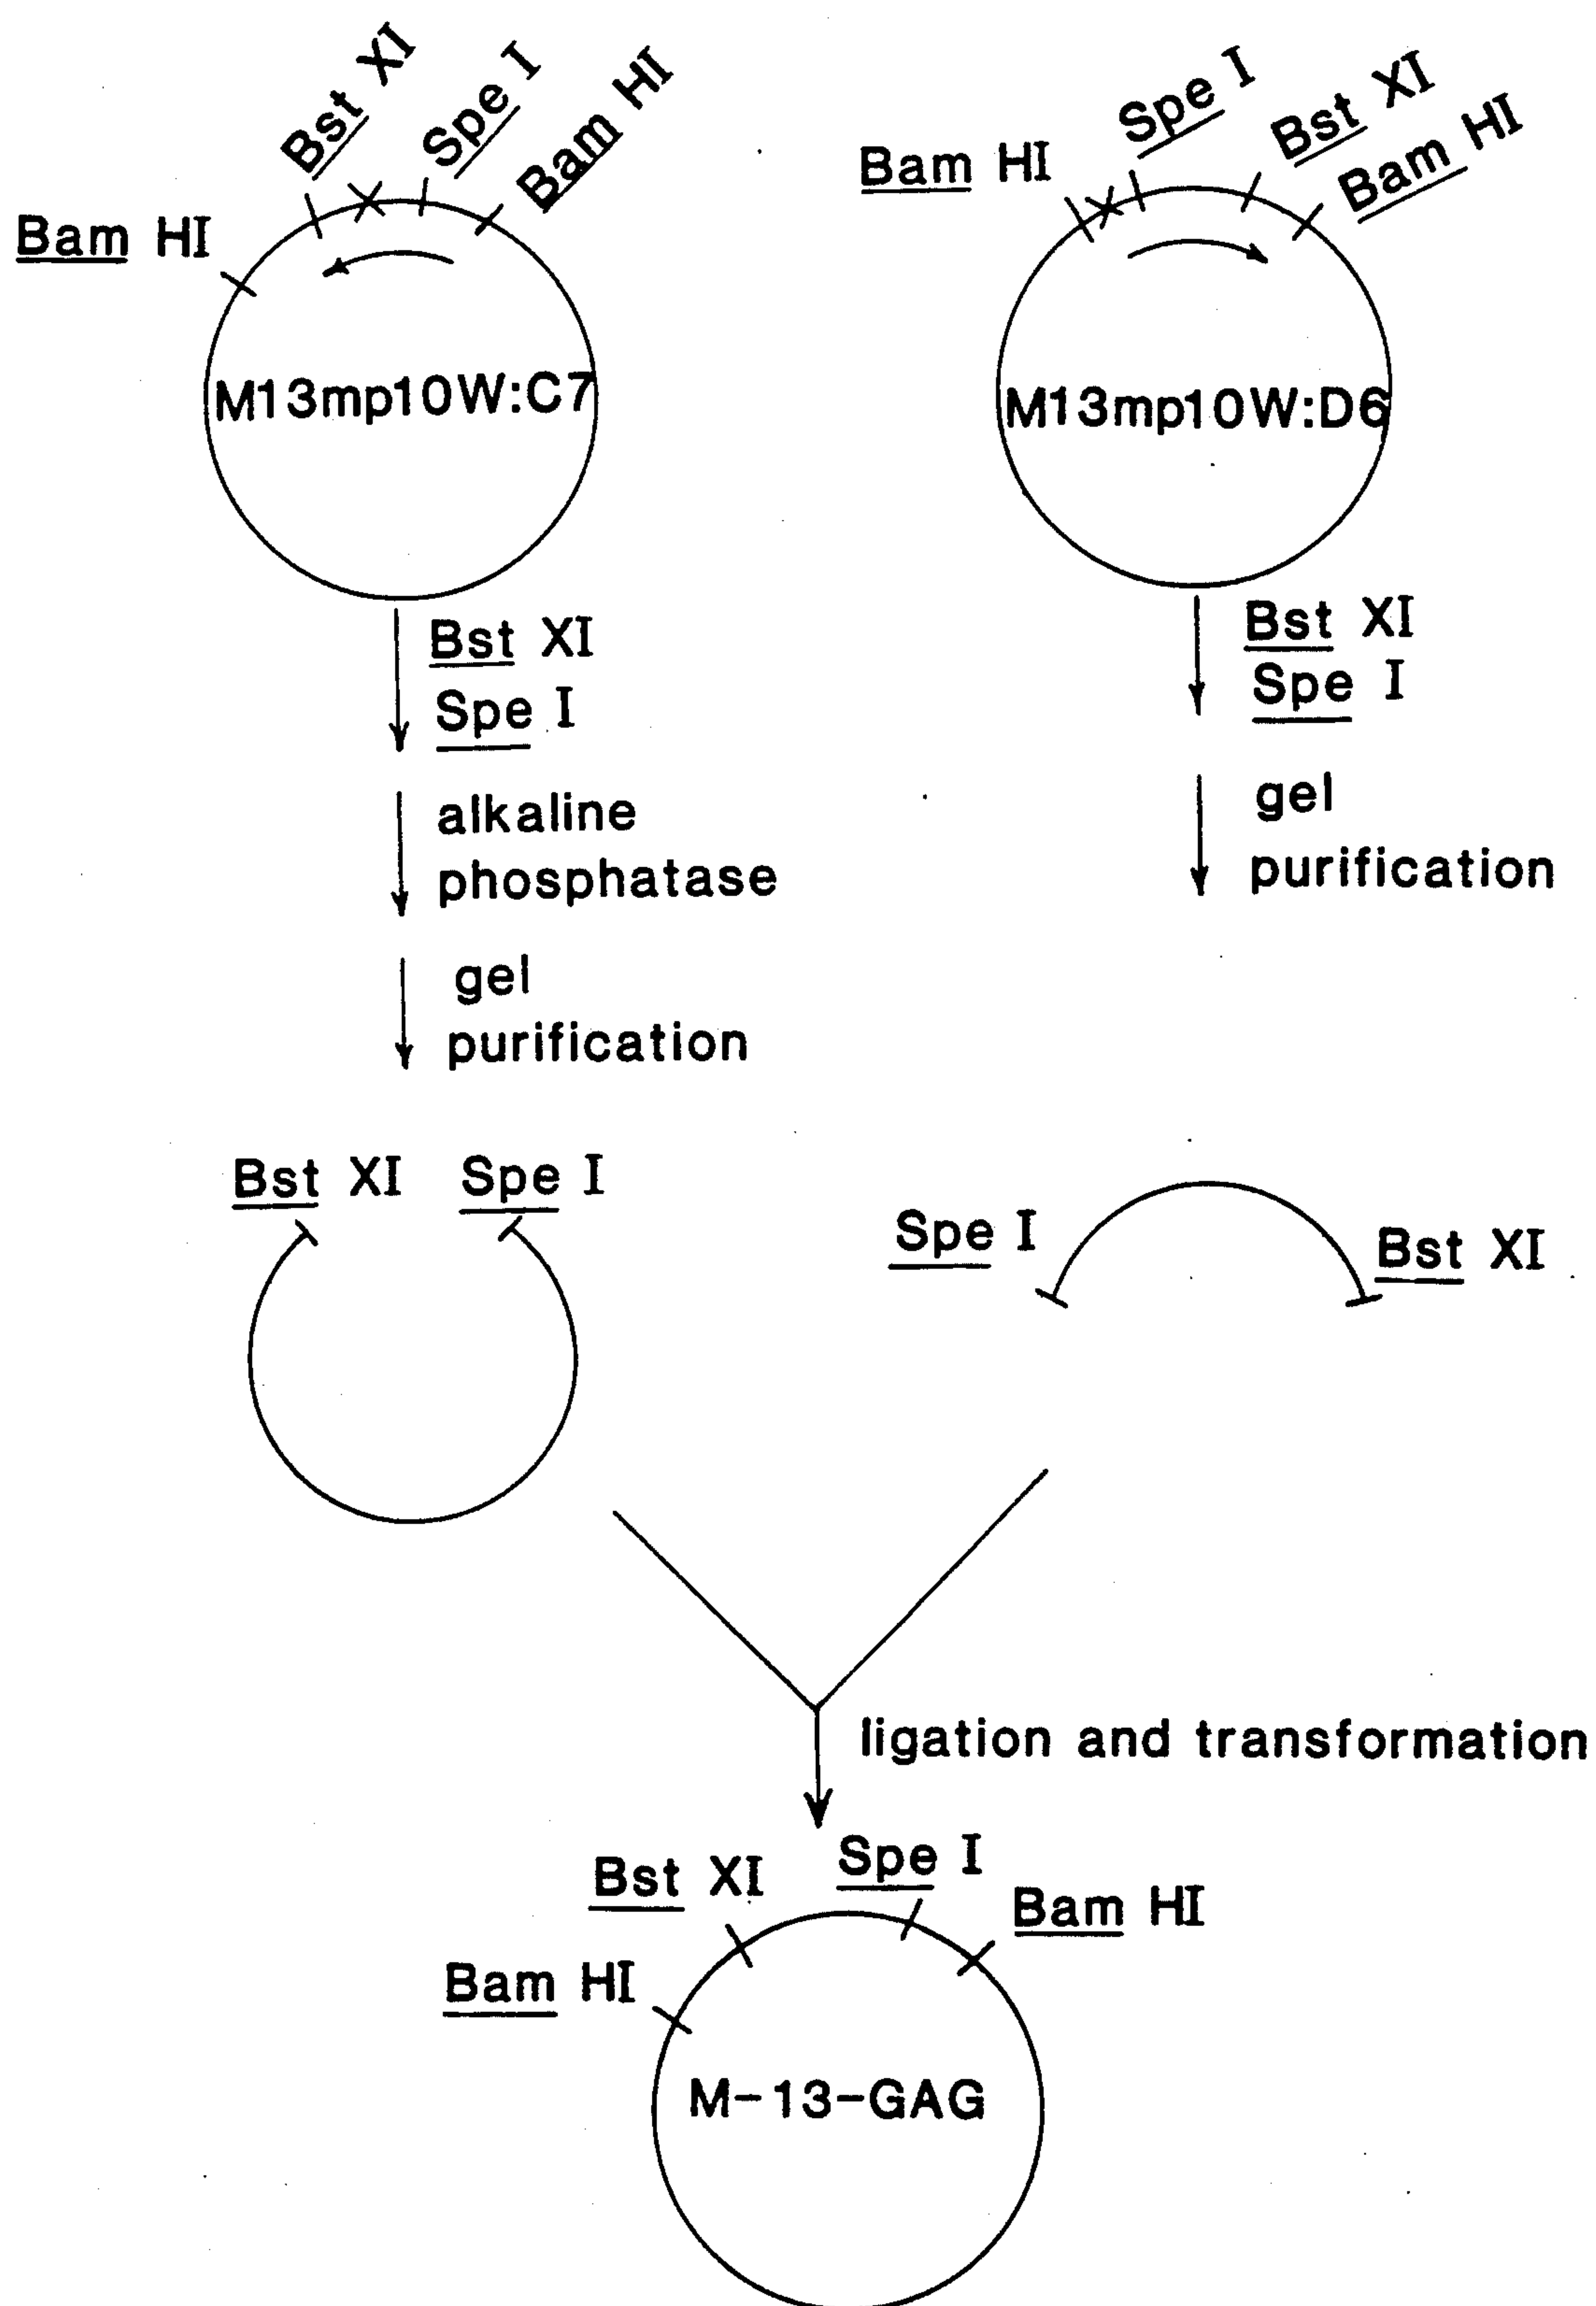 Bst XI
Spe I
Bam HI
Bam HI
M13mp10W:C7
Spe I
Bst XI
Bam HI
Bam HI
M13mp10W:D6
Bst XI
Spe I
alkaline
phosphatase
gel
purification
Bst XI
Spe I
gel
purification
Bst XI Spe I
Spe I
Bst XI
ligation and transformation
Bst XI
Spe I
Bam HI
Bam HI
M-13-GAG